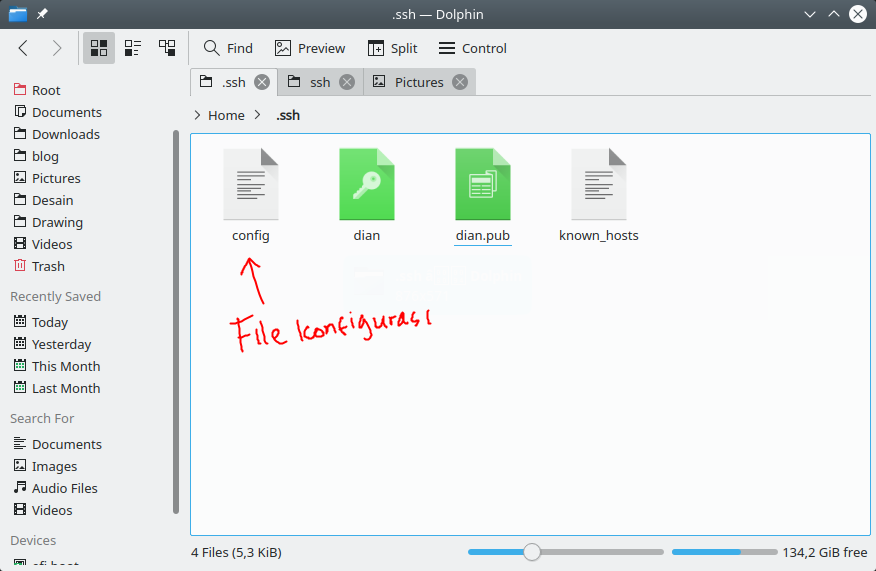 .ssh — Dolphin
Find Preview Split Control
.ssh ssh Pictures
Home .ssh
Root
Documents
Downloads
blog
Pictures
Desain
Drawing
Videos
Trash
Recently Saved
Today
Yesterday
This Month
Last Month
Search For
Documents
Images
Audio Files
Videos
Devices
config dian dian.pub known_hosts
File konfigurasi
4 Files (5,3 KiB) 134,2 GiB free